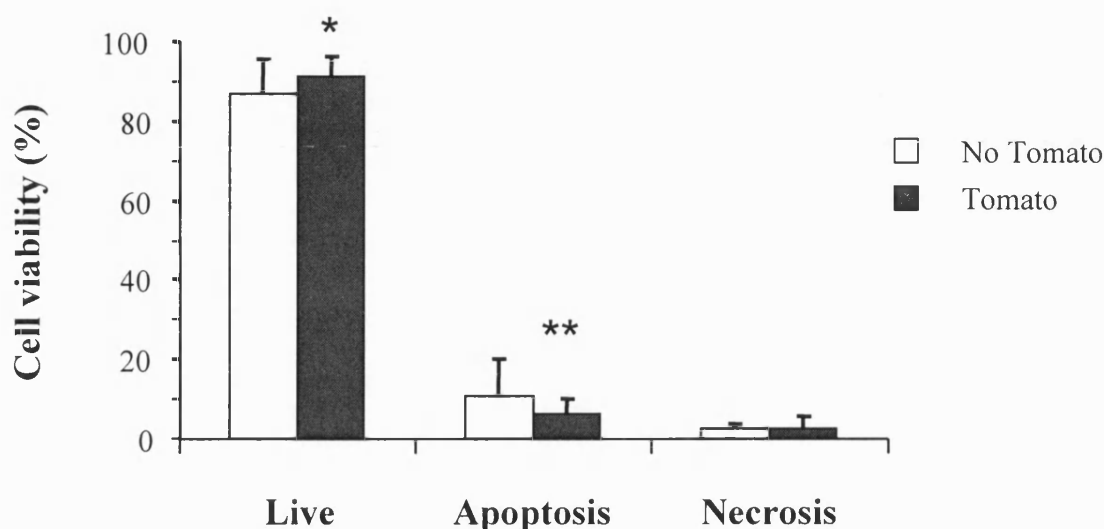 Cell viability (%)
100
80
60
40
20
0
*
**
Live
Apoptosis
Necrosis
No Tomato
Tomato